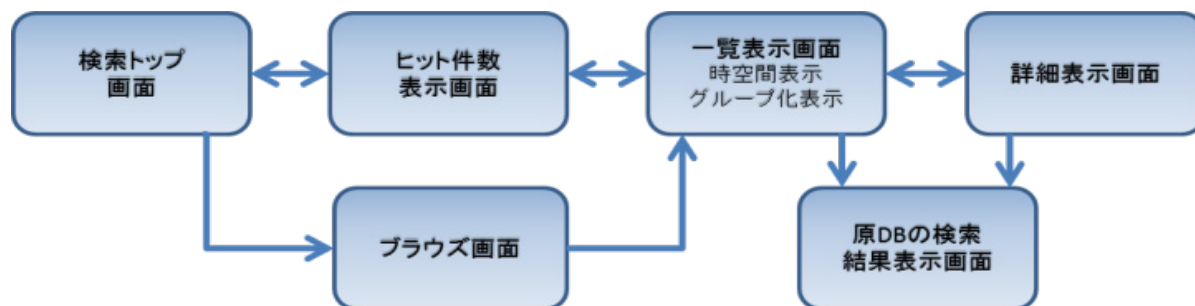 検索トップ
画面
ヒット件数
表示画面
一覧表示画面
時空間表示
グループ化表示
詳細表示画面
ブラウズ画面
原DBの検索
結果表示画面